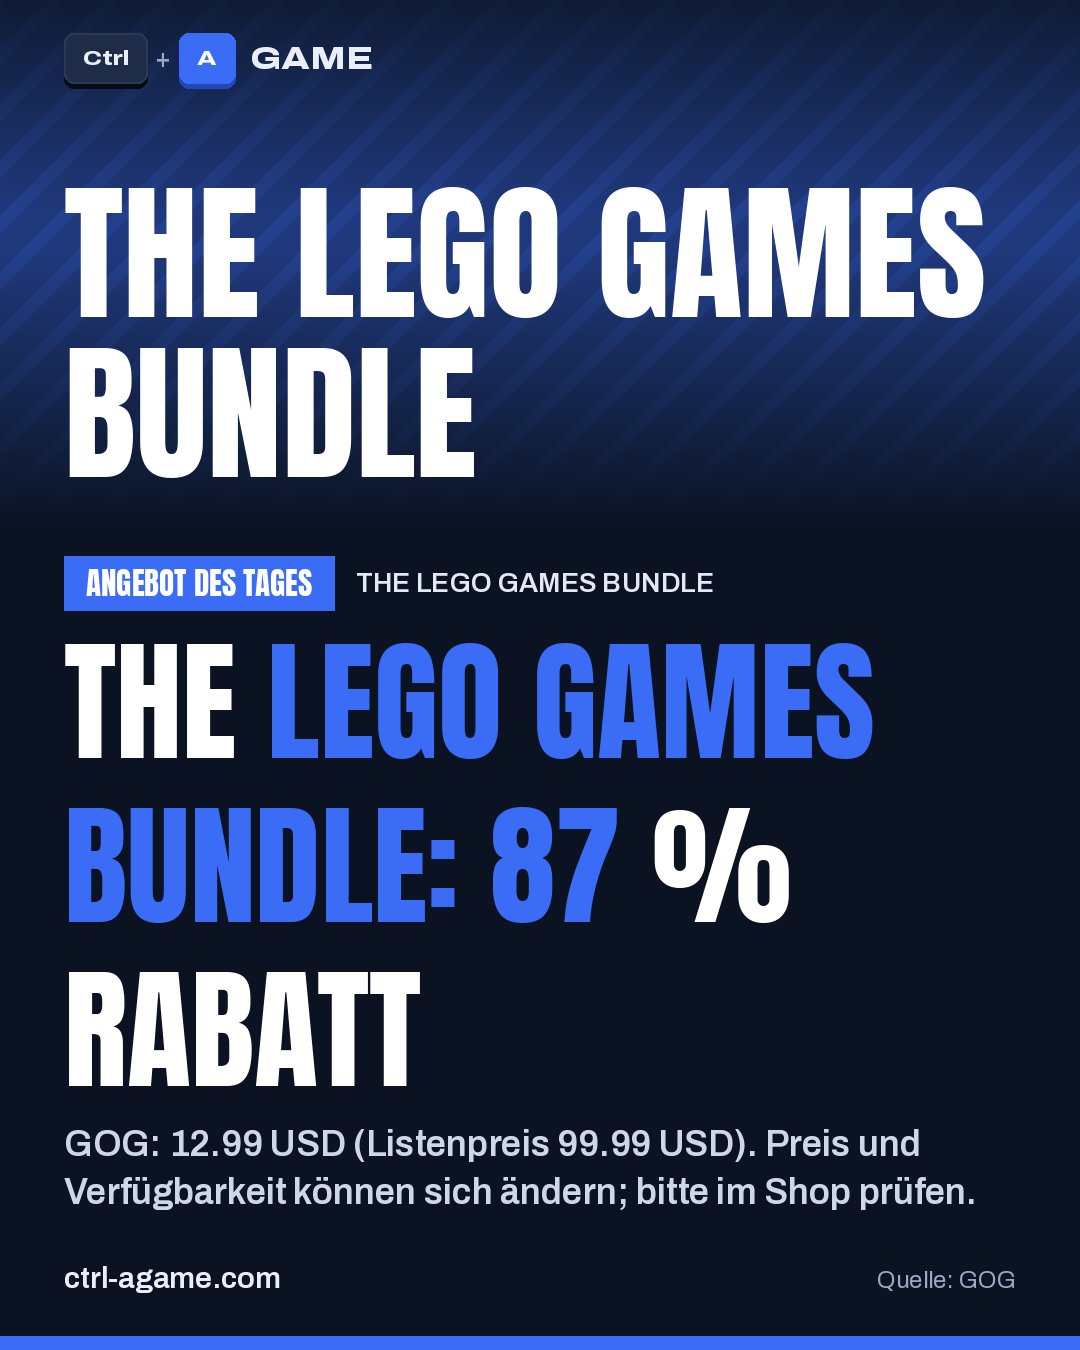 Ctrl + A GAME
THE LEGO GAMES
BUNDLE
ANGEBOT DES TAGES THE LEGO GAMES BUNDLE
THE LEGO GAMES
BUNDLE: 87 %
RABATT
GOG: 12.99 USD (Listenpreis 99.99 USD). Preis und
Verfügbarkeit können sich ändern; bitte im Shop prüfen.
ctrl-agame.com Quelle: GOG